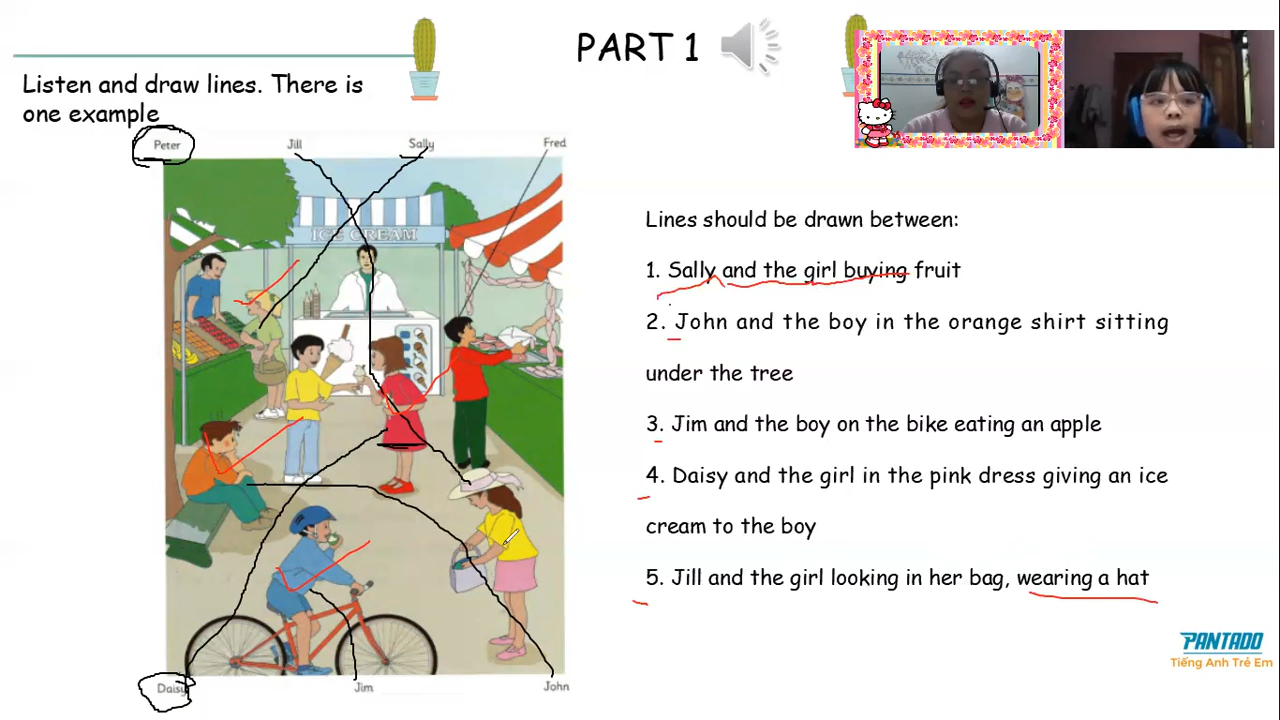 PART 1
Listen and draw lines. There is
one example
Peter Jill Sally Fred
ICE CREAM
Daisy Jim John
Lines should be drawn between:
1. Sally and the girl buying fruit
2. John and the boy in the orange shirt sitting
under the tree
3. Jim and the boy on the bike eating an apple
4. Daisy and the girl in the pink dress giving an ice
cream to the boy
5. Jill and the girl looking in her bag, wearing a hat
PANTADO
Tiếng Anh Trẻ Em